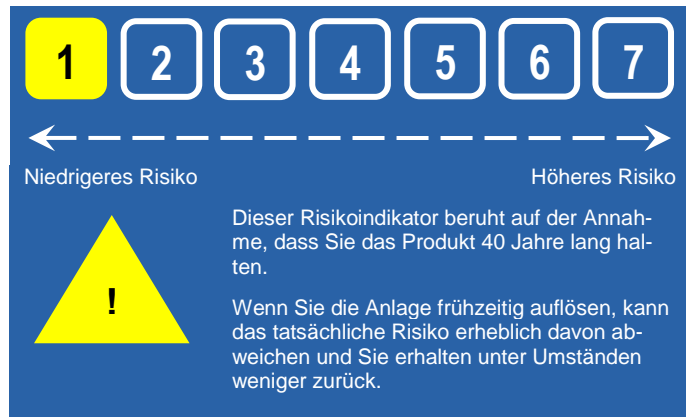 1 2 3 4 5 6 7
Niedrigeres Risiko Höheres Risiko
!
Dieser Risikoindikator beruht auf der Annah-
me, dass Sie das Produkt 40 Jahre lang hal-
ten.
Wenn Sie die Anlage frühzeitig auflösen, kann
das tatsächliche Risiko erheblich davon ab-
weichen und Sie erhalten unter Umständen
weniger zurück.